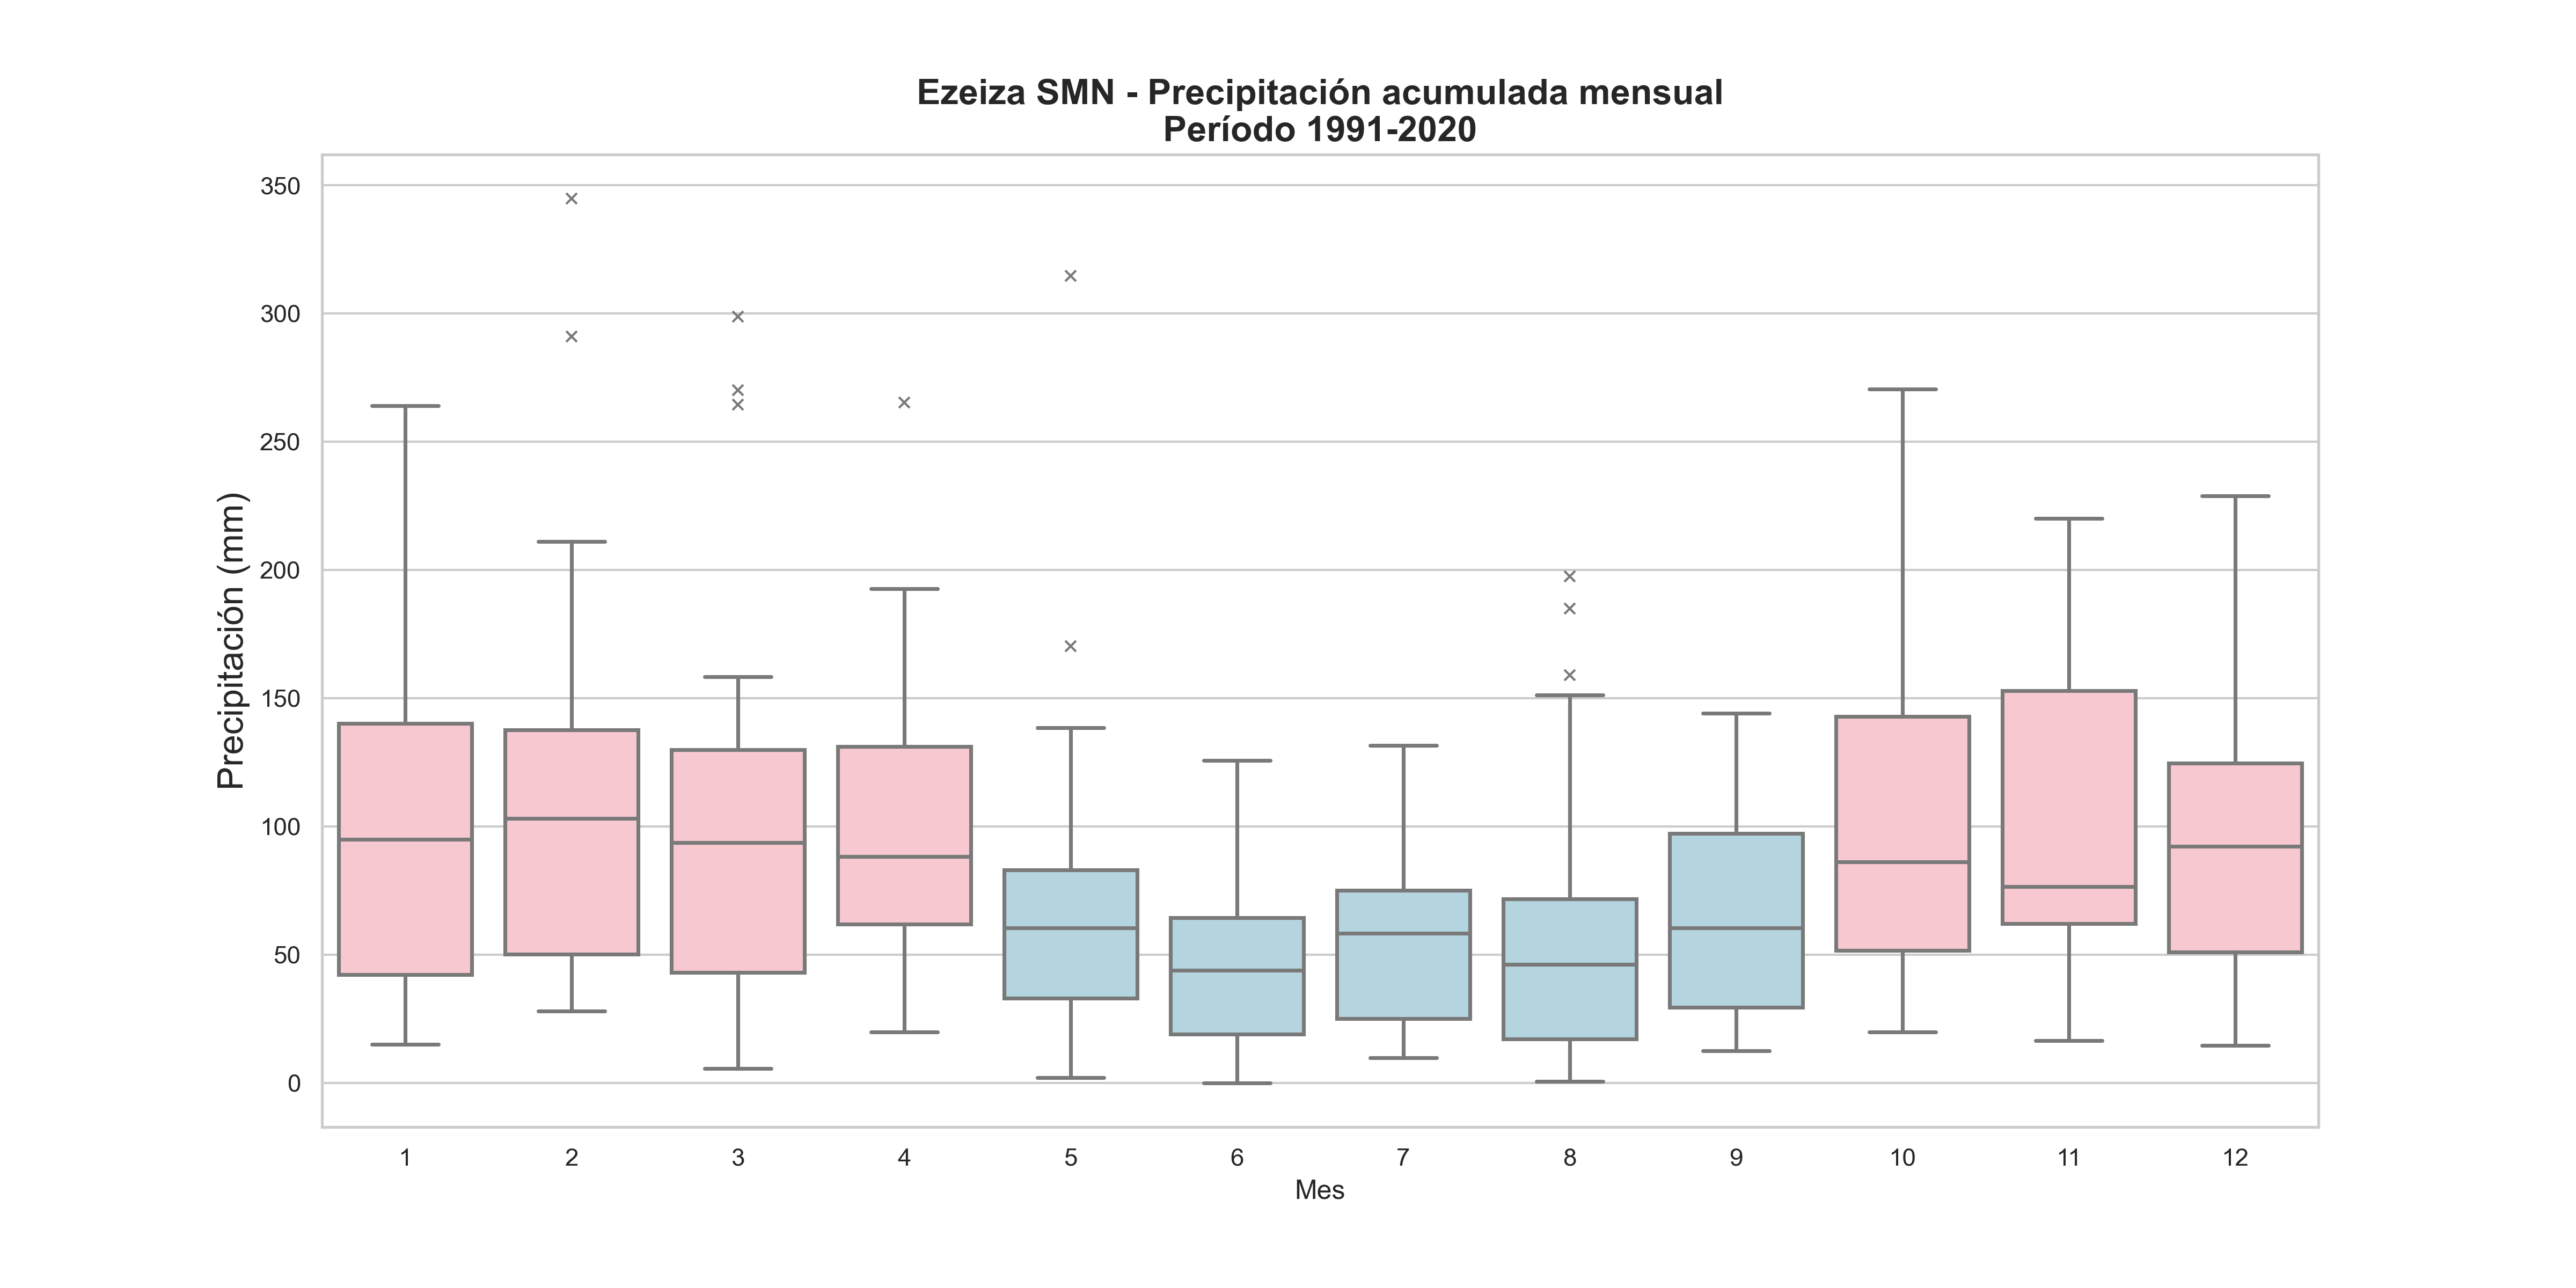 Ezeiza SMN - Precipitación acumulada mensual
Período 1991-2020
Precipitación (mm)
350
300
250
200
150
100
50
0
1 2 3 4 5 6 7 8 9 10 11 12
Mes